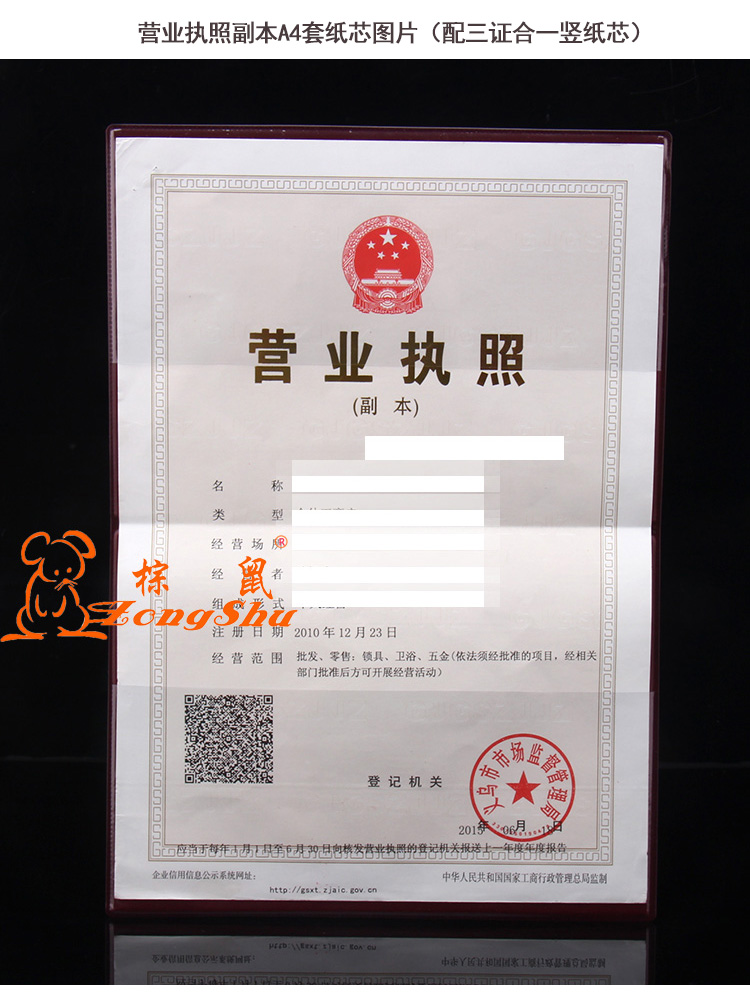 营业执照副本A4套纸芯图片（配三证合一竖纸芯）
营业执照
(副 本)
名 称
类 型
经营场所
®
经 营 者
组成形式
棕 鼠
ZongShu
注册日期 2010年12月23日
经营范围 批发、零售：锁具、卫浴、五金(依法须经批准的项目，经相关
部门批准后方可开展经营活动）
登记机关
义乌市市场监督管理局
2015年 06月 18日
应当于每年1月1日至6月30日向核发营业执照的登记机关报送上一年度年度报告
企业信用信息公示系统网址：
http://gsxt.zjaic.gov.cn
中华人民共和国国家工商行政管理总局监制